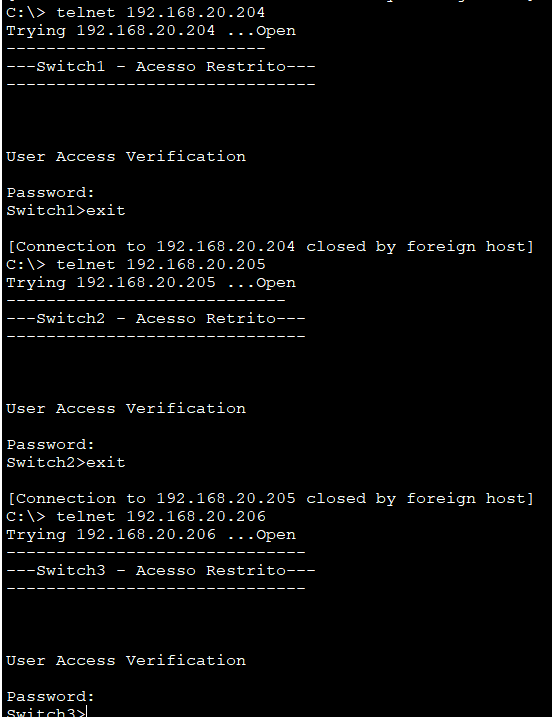 C:\> telnet 192.168.20.204
Trying 192.168.20.204 ...Open
--------------------------
---Switch1 - Acesso Restrito---
-------------------------------
User Access Verification
Password:
Switch1>exit
[Connection to 192.168.20.204 closed by foreign host]
C:\> telnet 192.168.20.205
Trying 192.168.20.205 ...Open
----------------------------
---Switch2 - Acesso Retrito---
------------------------------
User Access Verification
Password:
Switch2>exit
[Connection to 192.168.20.205 closed by foreign host]
C:\> telnet 192.168.20.206
Trying 192.168.20.206 ...Open
------------------------------
---Switch3 - Acesso Restrito---
------------------------------
User Access Verification
Password:
Switch3>